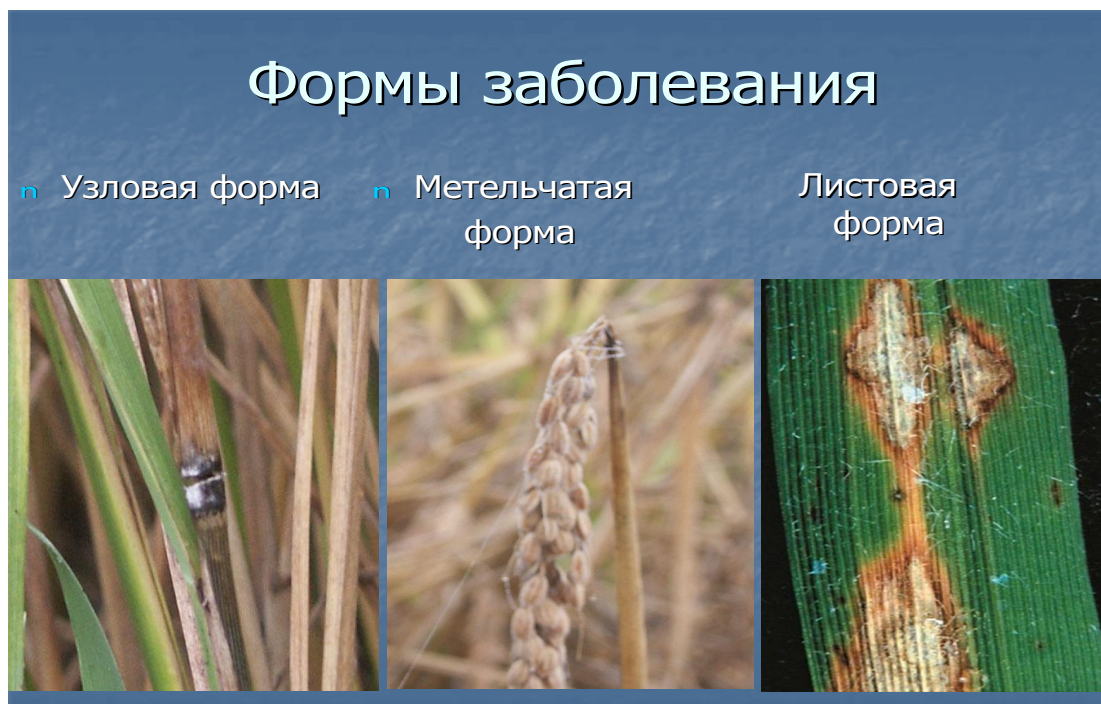 Формы заболевания
n Узловая форма
n Метельчатая
форма
Листовая
форма